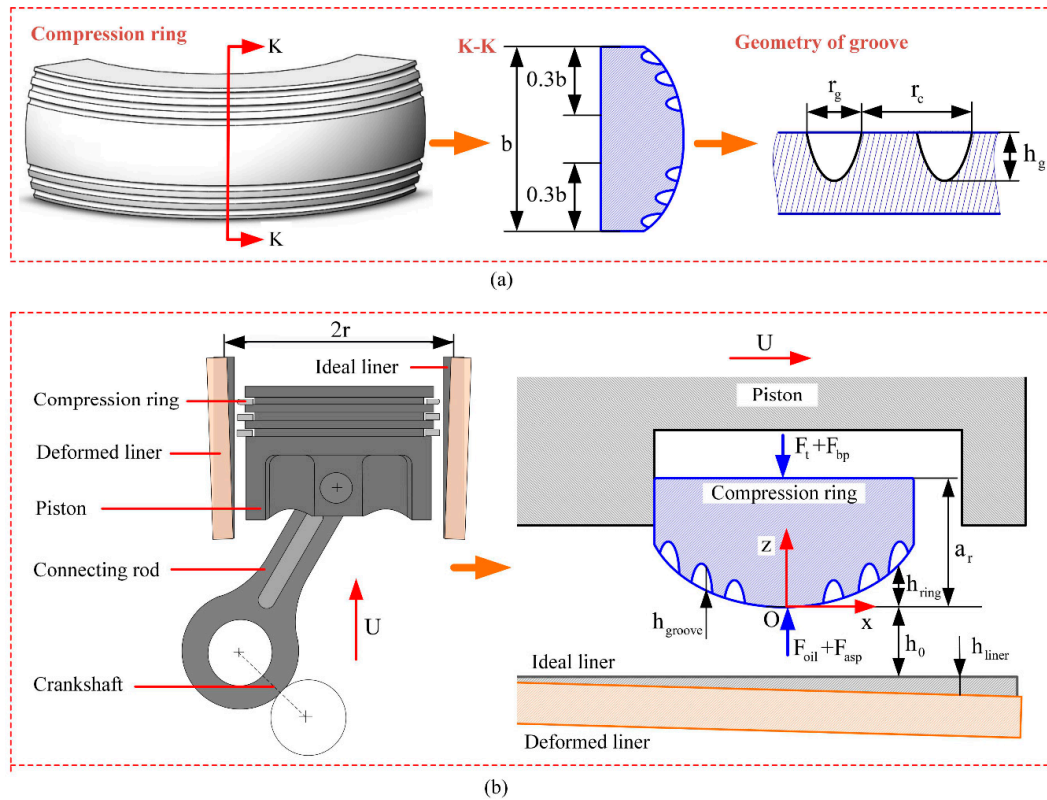 Compression ring
K
K
K-K
0.3b
b
0.3b
Geometry of groove
r_g
r_c
h_g
(a)
2r
Ideal liner
Compression ring
Deformed liner
Piston
Connecting rod
U
Crankshaft
U
Piston
F_t+F_bp
Compression ring
z
a_r
h_ring
h_groove
O
x
F_oil+F_asp
h_0
h_liner
Ideal liner
Deformed liner
(b)